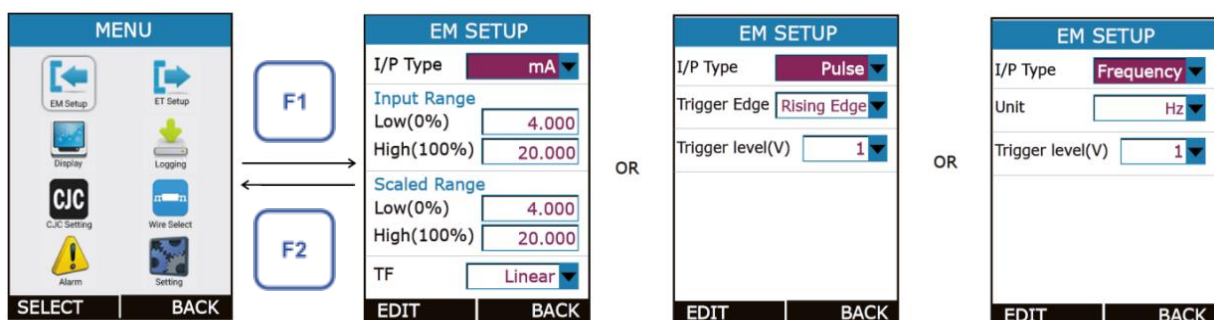 MENU
EM Setup
ET Setup
Display
Logging
CJC
CJC Setting
Wire Select
Alarm
Setting
SELECT BACK
F1
F2
EM SETUP
I/P Type mA
Input Range
Low(0%) 4.000
High(100%) 20.000
Scaled Range
Low(0%) 4.000
High(100%) 20.000
TF Linear
EDIT BACK
OR
EM SETUP
I/P Type Pulse
Trigger Edge Rising Edge
Trigger level(V) 1
EDIT BACK
OR
EM SETUP
I/P Type Frequency
Unit Hz
Trigger level(V) 1
EDIT BACK